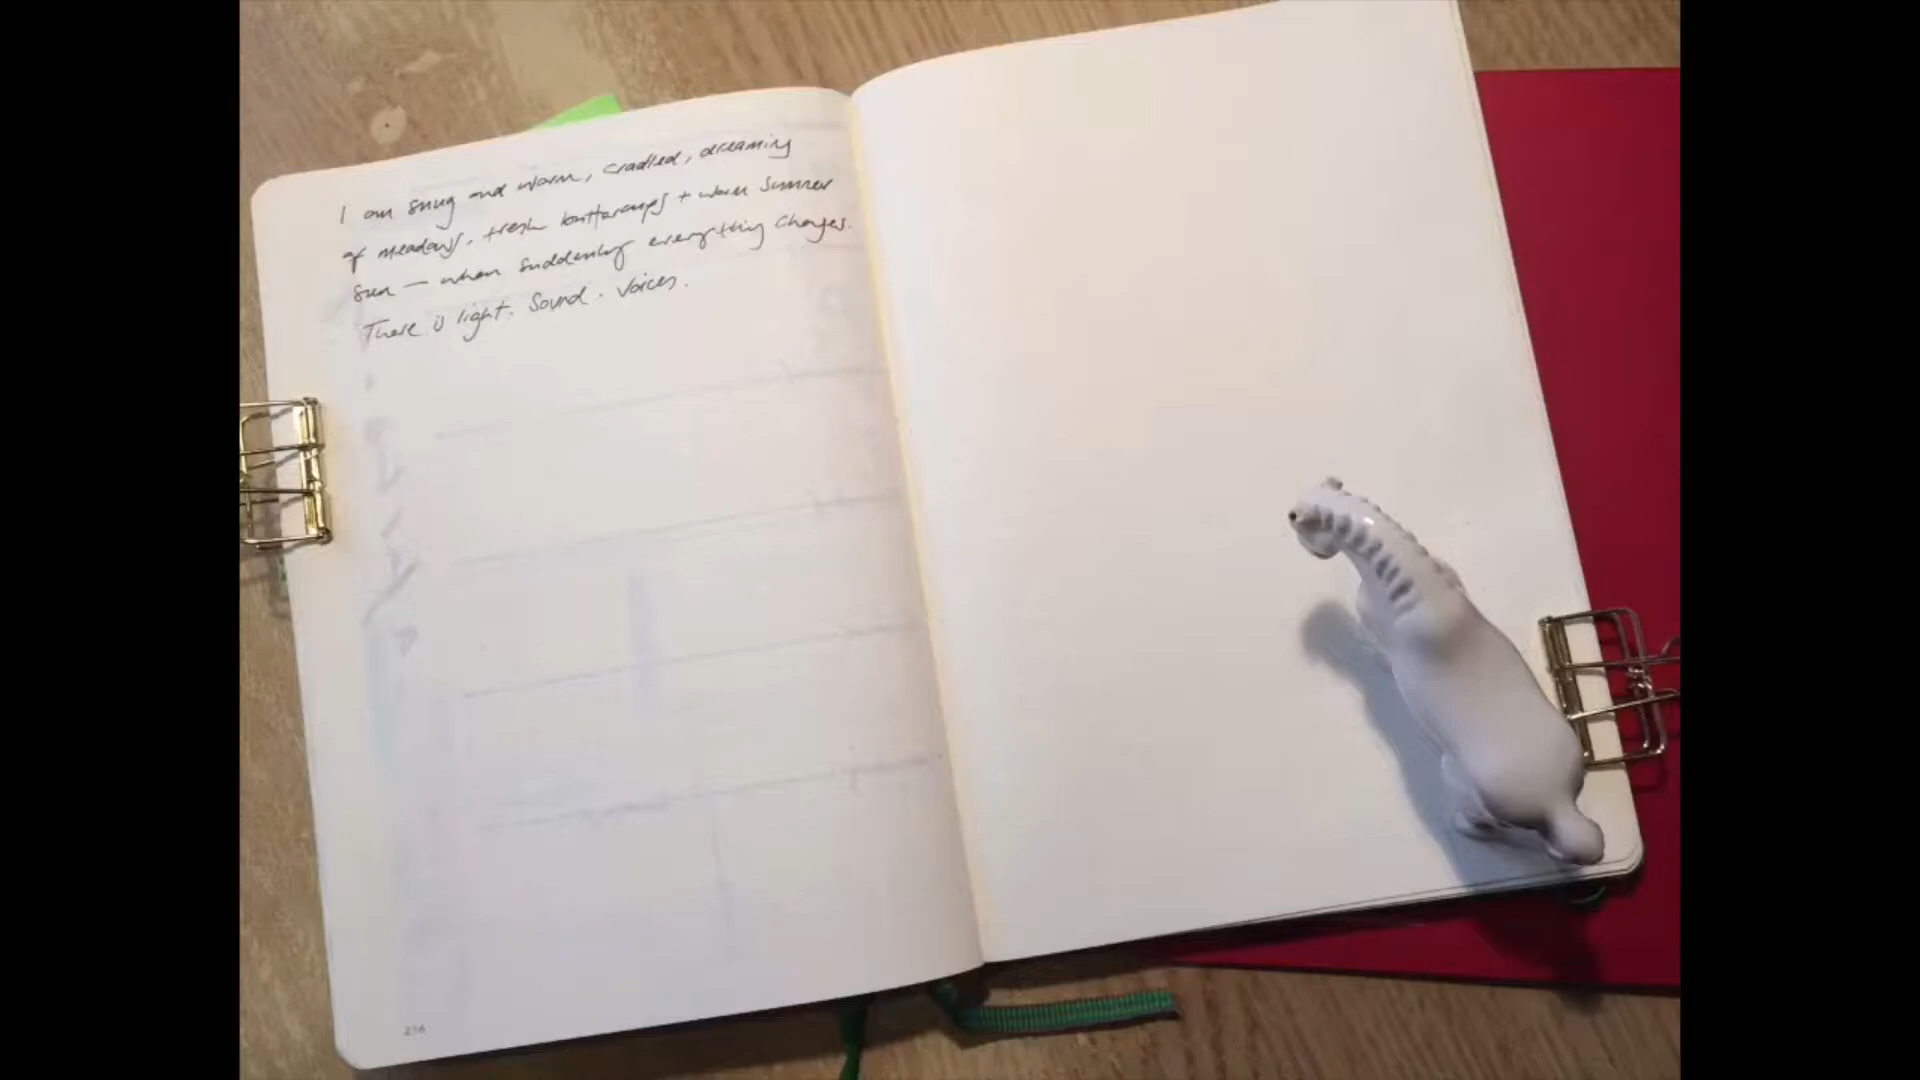 I am snug and warm, cradled, dreaming
of meadows, fresh buttercups + warm summer
sun — when suddenly everything changes.
There is light. Sound. Voices.
214